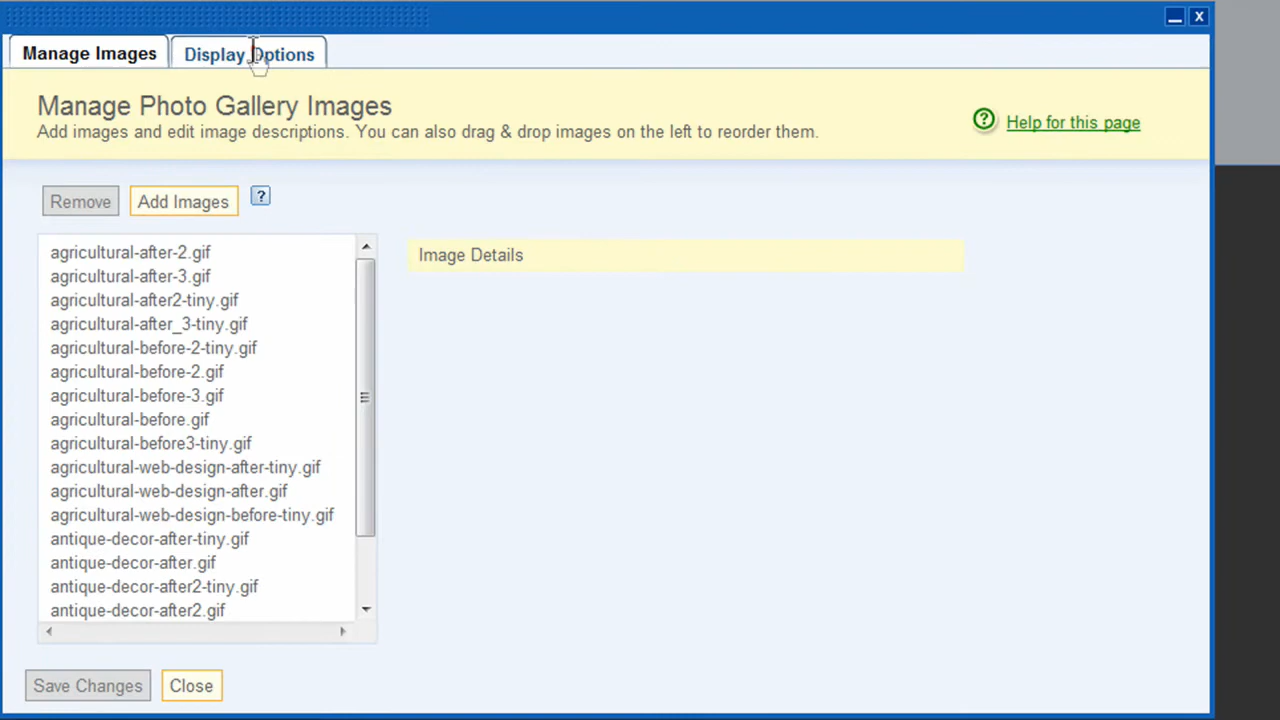 x
Manage Images
Display Options
Manage Photo Gallery Images
Add images and edit image descriptions. You can also drag & drop images on the left to reorder them.
? Help for this page
Remove
Add Images
?
agricultural-after-2.gif
agricultural-after-3.gif
agricultural-after2-tiny.gif
agricultural-after_3-tiny.gif
agricultural-before-2-tiny.gif
agricultural-before-2.gif
agricultural-before-3.gif
agricultural-before.gif
agricultural-before3-tiny.gif
agricultural-web-design-after-tiny.gif
agricultural-web-design-after.gif
agricultural-web-design-before-tiny.gif
antique-decor-after-tiny.gif
antique-decor-after.gif
antique-decor-after2-tiny.gif
antique-decor-after2.gif
Image Details
Save Changes
Close